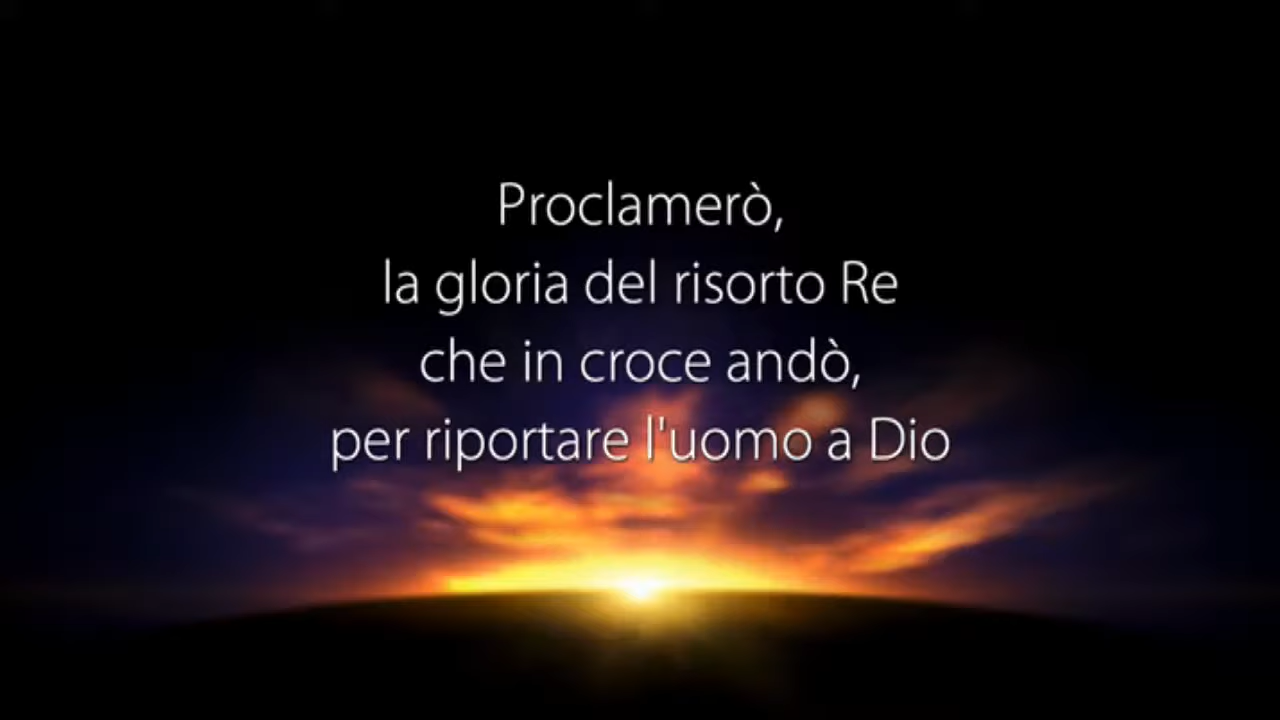 Proclamerò,
la gloria del risorto Re
che in croce andò,
per riportare l'uomo a Dio